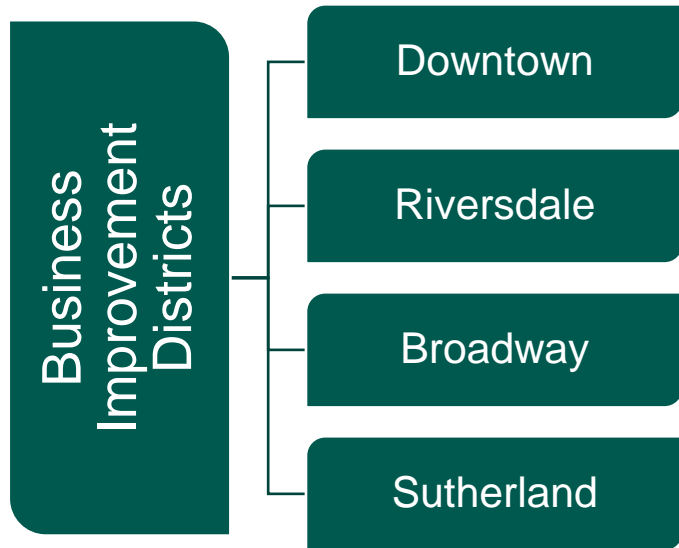 Business
Improvement
Districts
Downtown
Riversdale
Broadway
Sutherland